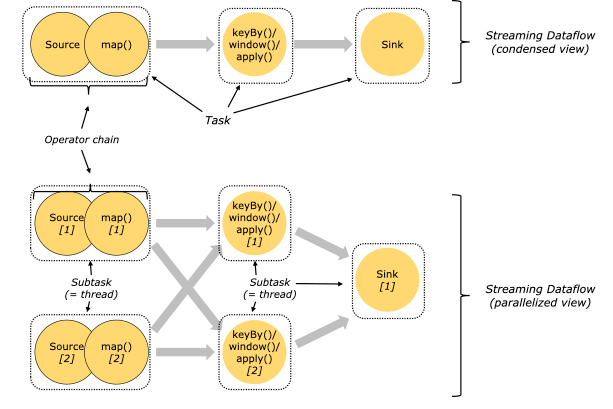 Source
map()
keyBy()/
window()/
apply()
Sink
Streaming Dataflow
(condensed view)
Task
Operator chain
Source
[1]
map()
[1]
keyBy()/
window()/
apply()
[1]
Subtask
(= thread)
Subtask
(= thread)
Sink
[1]
Streaming Dataflow
(parallelized view)
Source
[2]
map()
[2]
keyBy()/
window()/
apply()
[2]